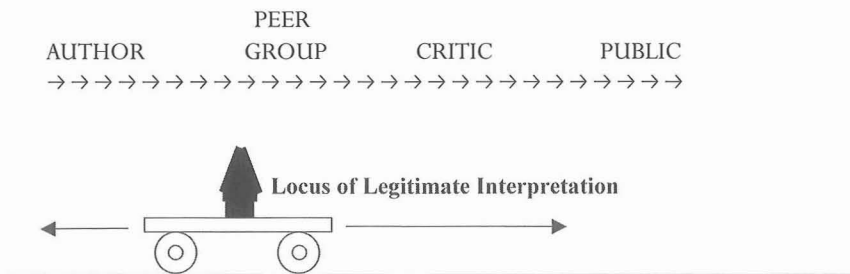 PEER
AUTHOR GROUP CRITIC PUBLIC
Locus of Legitimate Interpretation